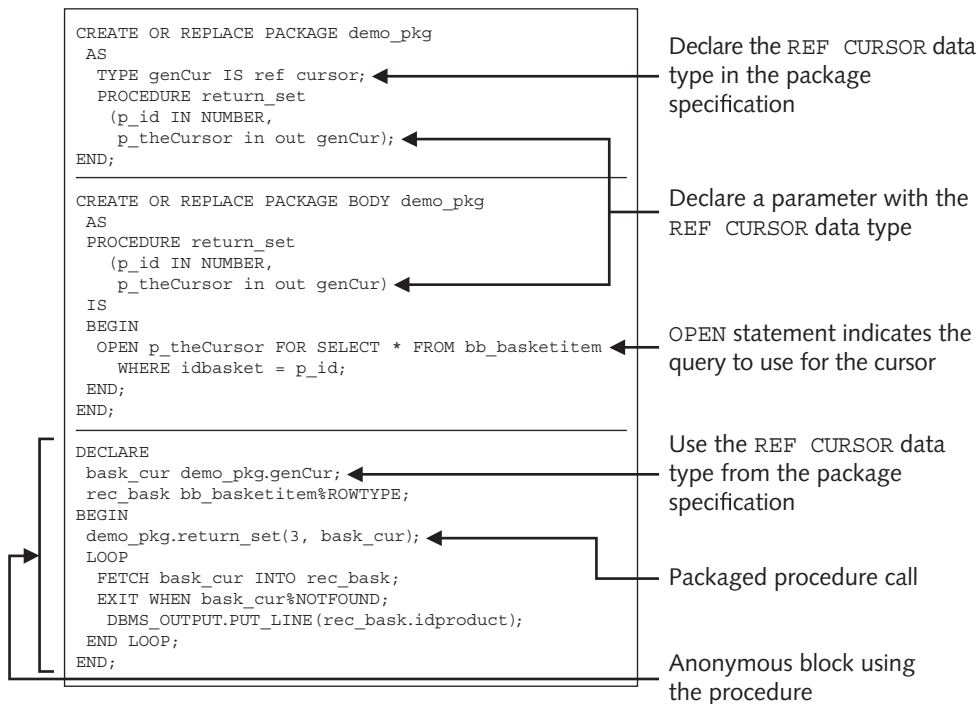 CREATE OR REPLACE PACKAGE demo_pkg
AS
TYPE genCur IS ref cursor;
PROCEDURE return_set
(p_id IN NUMBER,
p_theCursor in out genCur);
END;
CREATE OR REPLACE PACKAGE BODY demo_pkg
AS
PROCEDURE return_set
(p_id IN NUMBER,
p_theCursor in out genCur)
IS
BEGIN
OPEN p_theCursor FOR SELECT * FROM bb_basketitem
WHERE idbasket = p_id;
END;
END;
DECLARE
bask_cur demo_pkg.genCur;
rec_bask bb_basketitem%ROWTYPE;
BEGIN
demo_pkg.return_set(3, bask_cur);
LOOP
FETCH bask_cur INTO rec_bask;
EXIT WHEN bask_cur%NOTFOUND;
DBMS_OUTPUT.PUT_LINE(rec_bask.idproduct);
END LOOP;
END;
Declare the REF CURSOR data
type in the package
specification
Declare a parameter with the
REF CURSOR data type
OPEN statement indicates the
query to use for the cursor
Use the REF CURSOR data
type from the package
specification
Packaged procedure call
Anonymous block using
the procedure